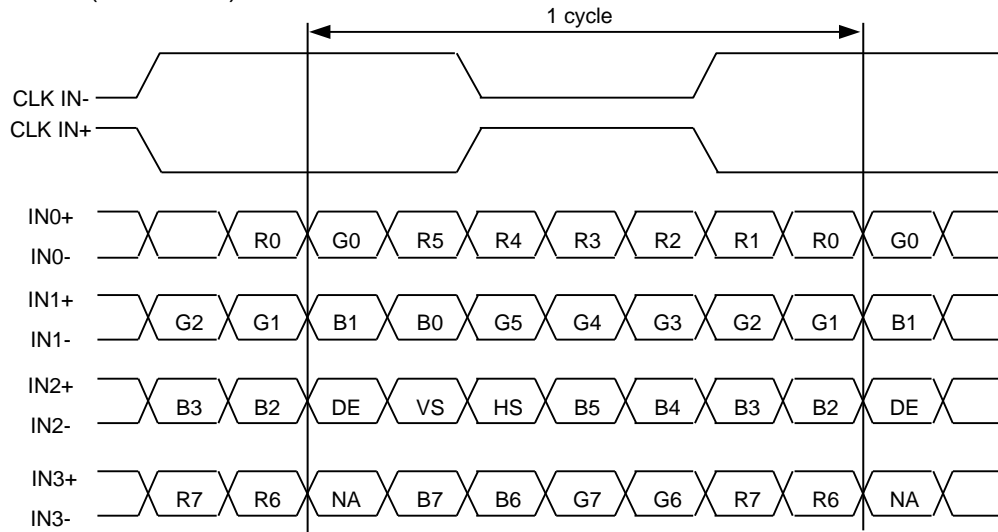 1 cycle
CLK IN-
CLK IN+
IN0+
R0 G0 R5 R4 R3 R2 R1 R0 G0
IN0-
IN1+
G2 G1 B1 B0 G5 G4 G3 G2 G1 B1
IN1-
IN2+
B3 B2 DE VS HS B5 B4 B3 B2 DE
IN2-
IN3+
R7 R6 NA B7 B6 G7 G6 R7 R6 NA
IN3-